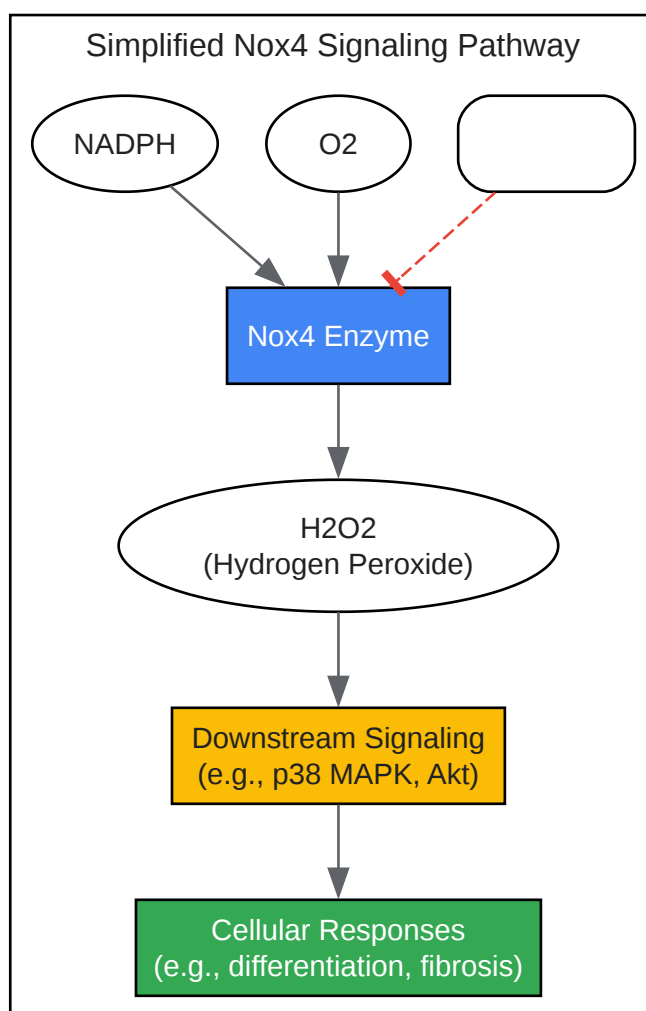 Simplified Nox4 Signaling Pathway
NADPH
O2
Nox4 Enzyme
H2O2
(Hydrogen Peroxide)
Downstream Signaling
(e.g., p38 MAPK, Akt)
Cellular Responses
(e.g., differentiation, fibrosis)